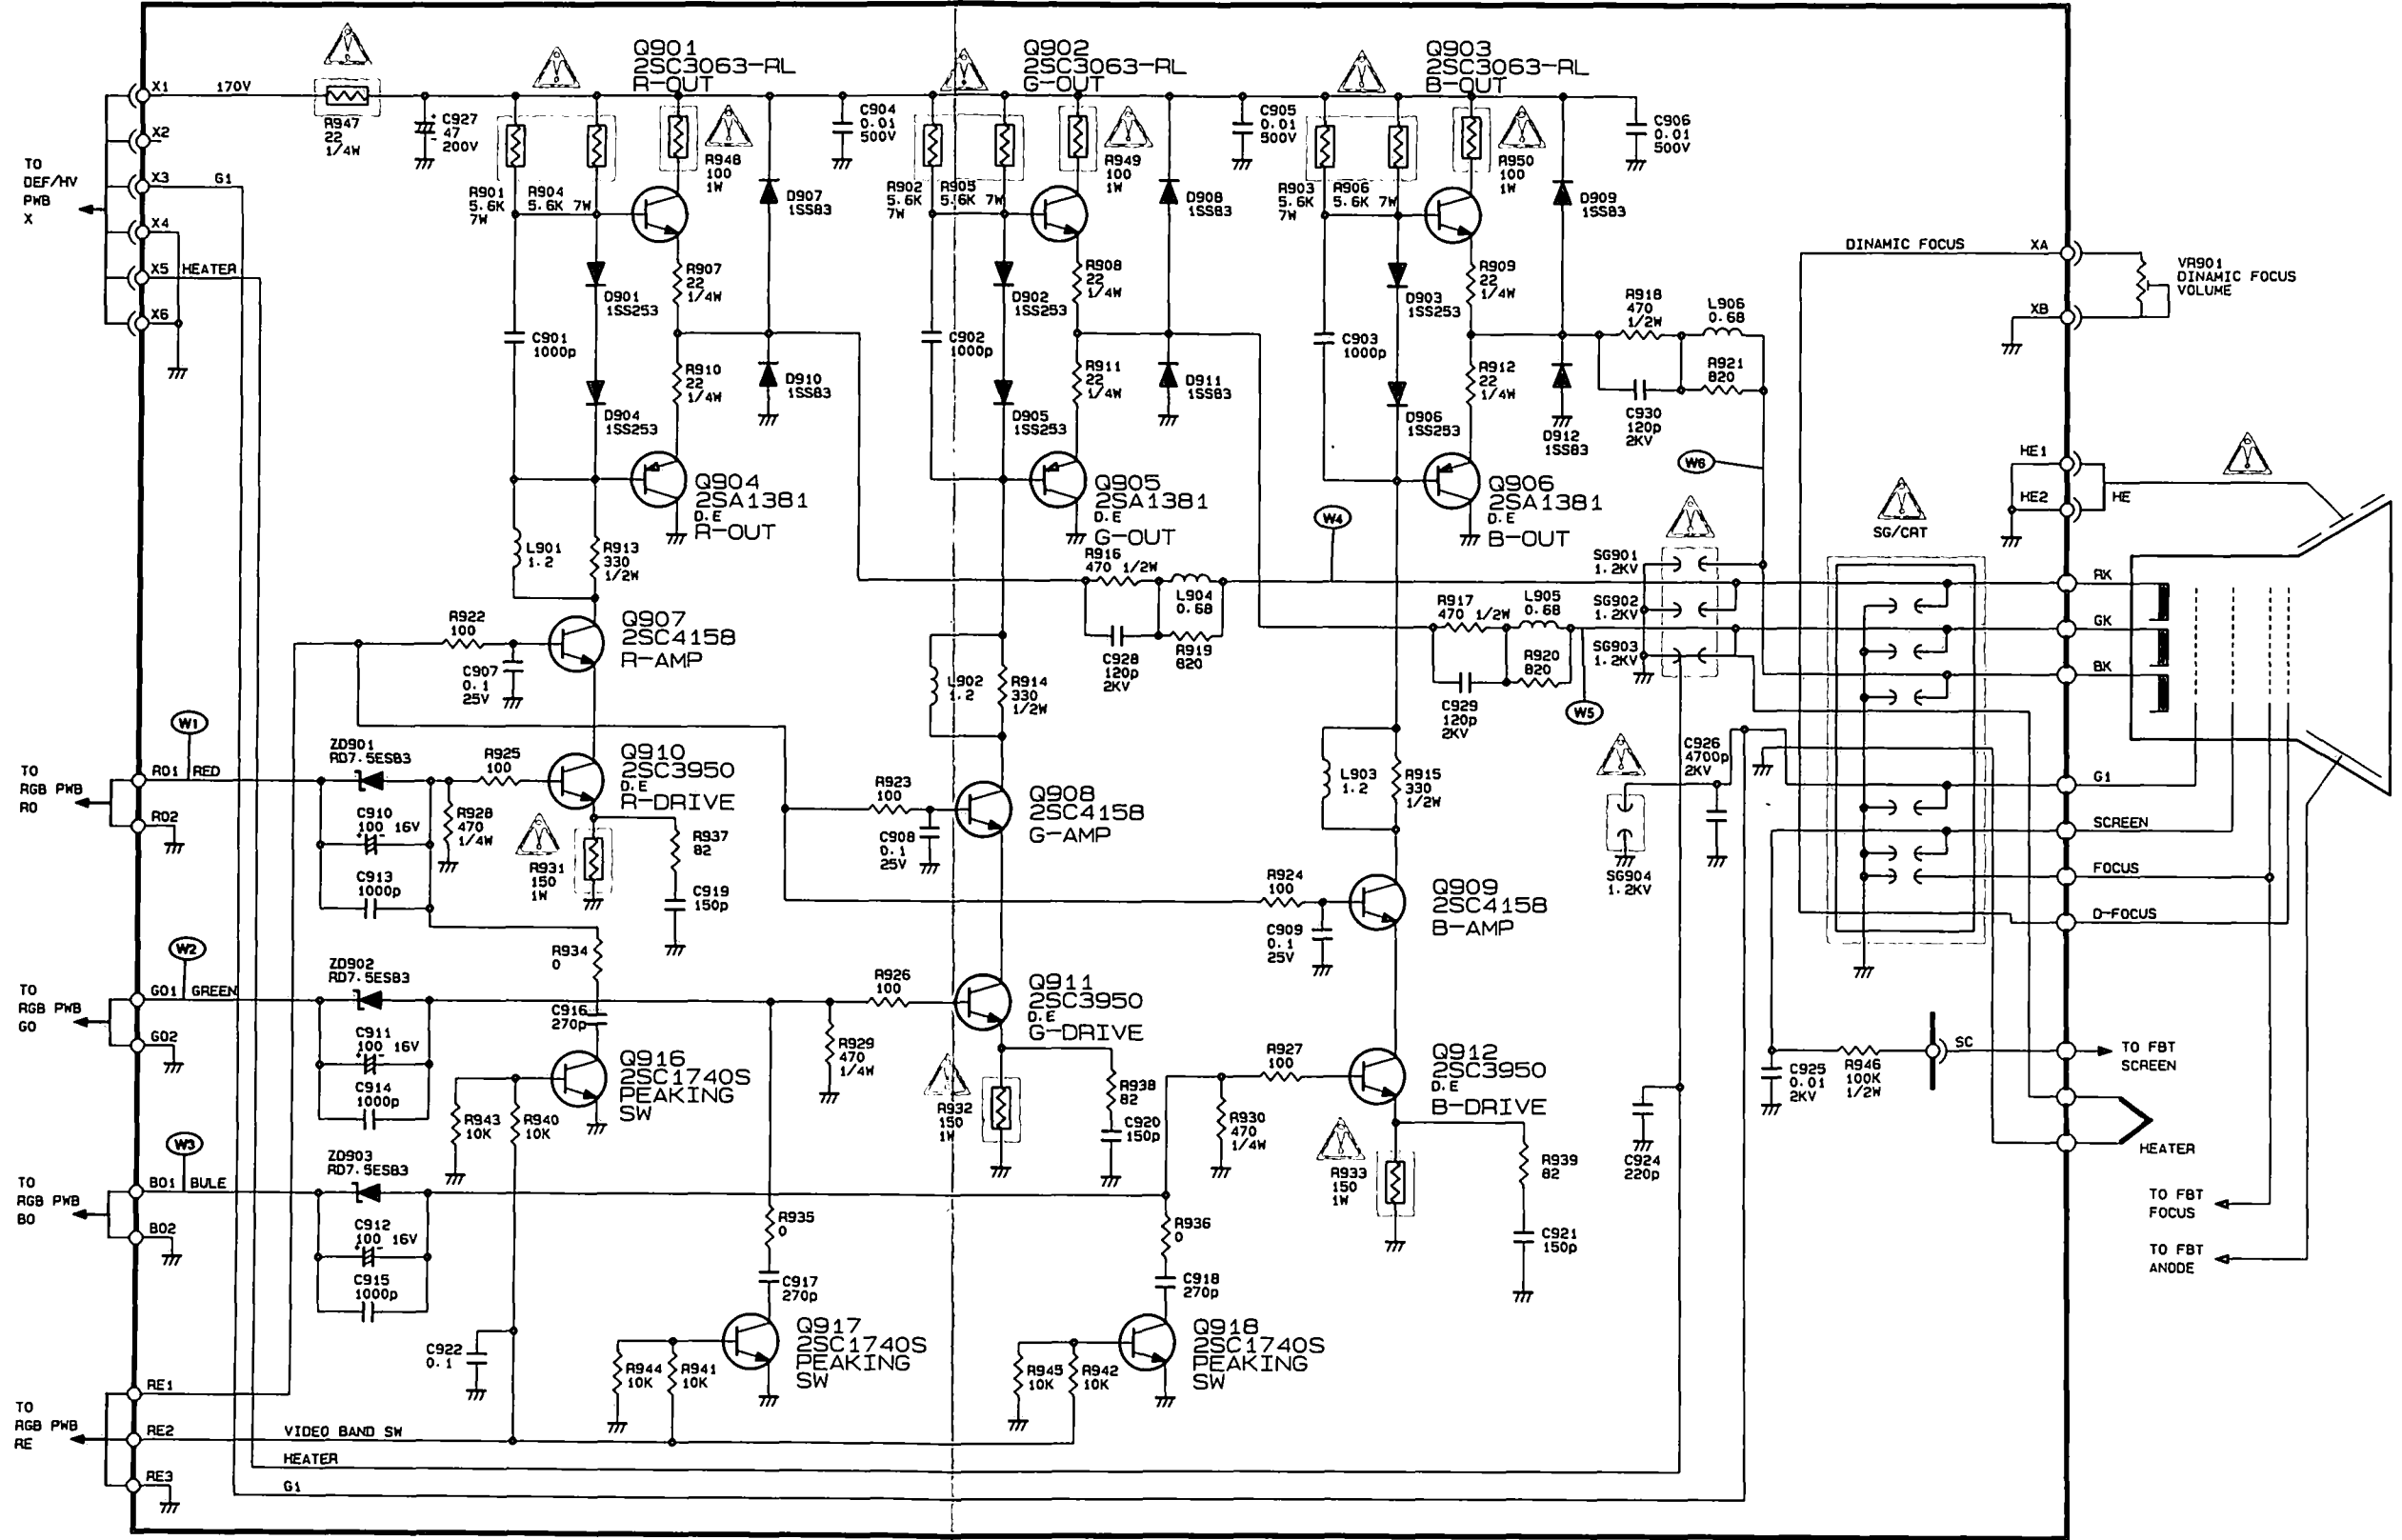 TO
DEF/HV
PWB
X
X1
170V
X2
X3
G1
X4
X5
HEATER
X6
R947
22
1/4W
C927
47
200V
+
-
Q901
2SC3063-RL
R-OUT
R948
100
1W
R901
5.6K
7W
R904
5.6K 7W
D907
1SS83
C904
0.01
500V
D901
1SS253
R907
22
1/4W
C901
1000p
R910
22
1/4W
D910
1SS83
D904
1SS253
Q904
2SA1381
D.E
R-OUT
L901
1.2
R913
330
1/2W
Q902
2SC3063-RL
G-OUT
R949
100
1W
R902
5.6K
7W
R905
5.6K 7W
D908
1SS83
C905
0.01
500V
D902
1SS253
R908
22
1/4W
C902
1000p
R911
22
1/4W
D911
1SS83
D905
1SS253
Q905
2SA1381
D.E
G-OUT
Q903
2SC3063-RL
B-OUT
R950
100
1W
R903
5.6K
7W
R906
5.6K 7W
D909
1SS83
C906
0.01
500V
D903
1SS253
R909
22
1/4W
C903
1000p
R912
22
1/4W
D912
1SS83
D906
1SS253
Q906
2SA1381
D.E
B-OUT
R918
470
1/2W
L906
0.68
R921
820
C930
120p
2KV
W6
W4
DINAMIC FOCUS
XA
XB
VR901
DINAMIC FOCUS
VOLUME
HE1
HE2
HE
SG/CRT
R916
470 1/2W
L904
0.68
C928
120p
2KV
R919
820
R917
470 1/2W
L905
0.68
C929
120p
2KV
R920
820
W5
SG901
1.2KV
SG902
1.2KV
SG903
1.2KV
RK
GK
BK
G1
SCREEN
FOCUS
D-FOCUS
C926
4700p
2KV
SG904
1.2KV
R922
100
C907
0.1
25V
Q907
2SC4158
R-AMP
L902
1.2
R914
330
1/2W
W1
TO
RGB PWB
RO
RO1
RED
RO2
ZD901
RD7.5ESB3
C910
100 16V
+
-
C913
1000p
R928
470
1/4W
R925
100
Q910
2SC3950
D.E
R-DRIVE
R931
150
1W
R937
82
C919
150p
R923
100
C908
0.1
25V
Q908
2SC4158
G-AMP
L903
1.2
R915
330
1/2W
R924
100
C909
0.1
25V
Q909
2SC4158
B-AMP
W2
TO
RGB PWB
GO
GO1
GREEN
GO2
ZD902
RD7.5ESB3
C911
100 16V
+
-
C914
1000p
R934
0
C916
270p
Q916
2SC1740S
PEAKING
SW
R943
10K
R940
10K
R926
100
R929
470
1/4W
Q911
2SC3950
D.E
G-DRIVE
R932
150
1W
R938
82
C920
150p
R927
100
R930
470
1/4W
Q912
2SC3950
D.E
B-DRIVE
R933
150
1W
R939
82
C921
150p
C924
220p
C925
0.01
2KV
R946
100K
1/2W
SC
TO FBT
SCREEN
HEATER
TO FBT
FOCUS
TO FBT
ANODE
W3
TO
RGB PWB
BO
BO1
BULE
BO2
ZD903
RD7.5ESB3
C912
100 16V
+
-
C915
1000p
R935
0
C917
270p
R936
0
C918
270p
C922
0.1
R944
10K
R941
10K
Q917
2SC1740S
PEAKING
SW
R945
10K
R942
10K
Q918
2SC1740S
PEAKING
SW
TO
RGB PWB
RE
RE1
RE2
RE3
VIDEO BAND SW
HEATER
G1